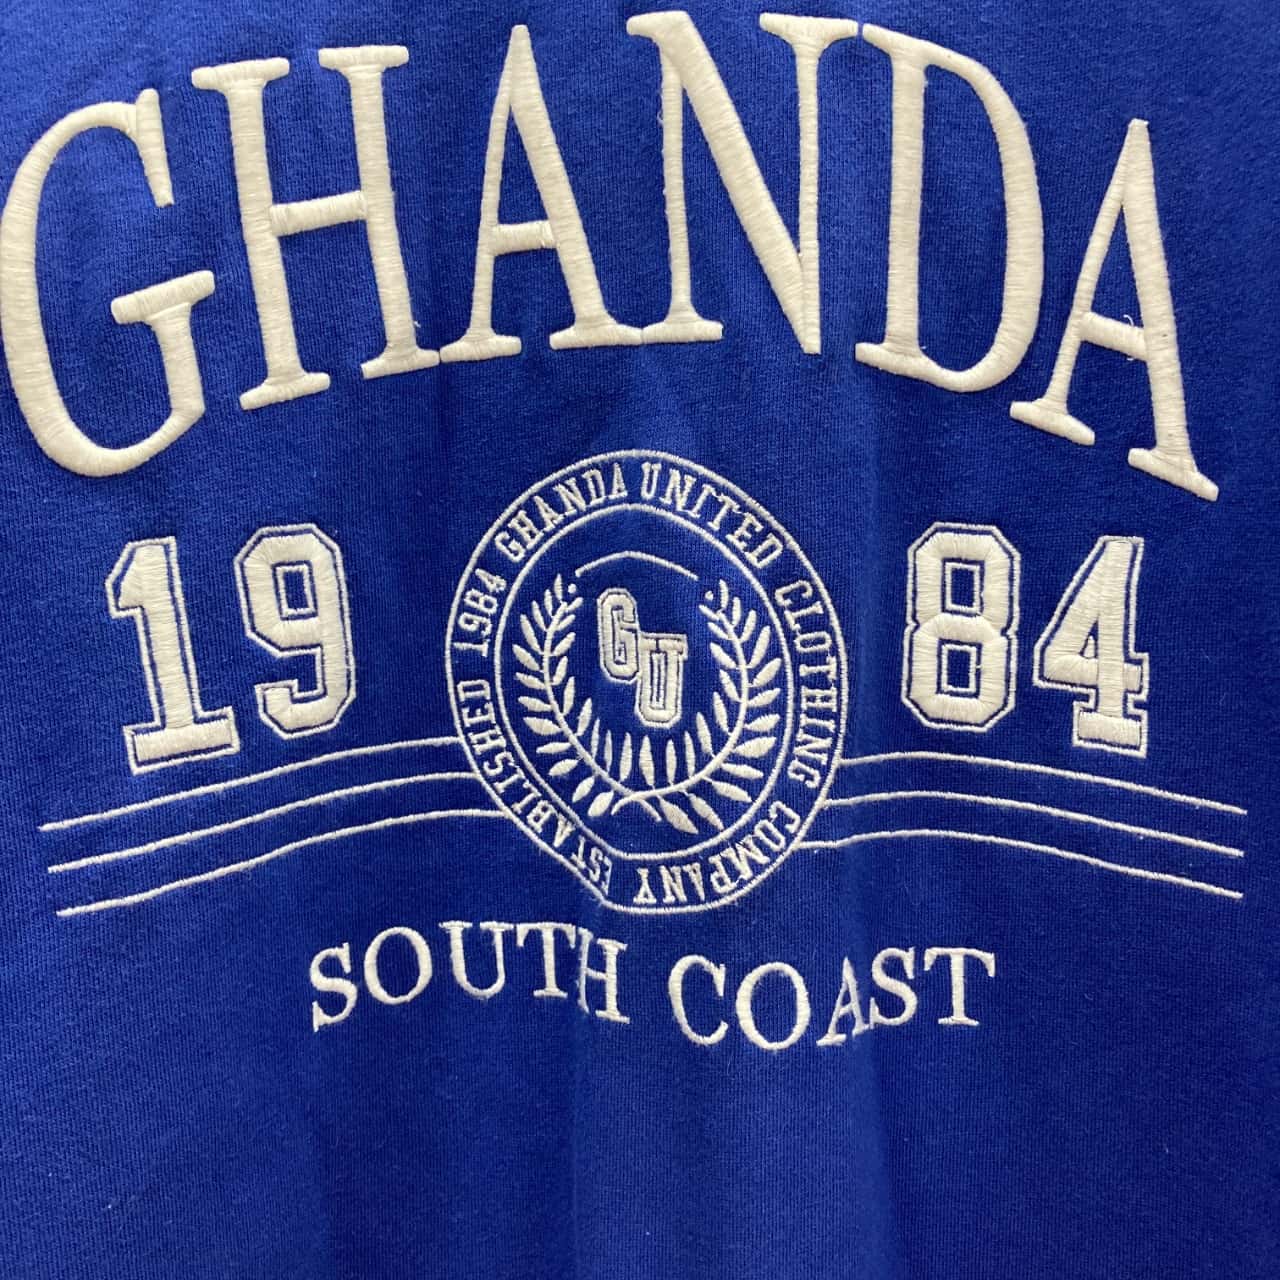 GHANDA
19 84
GHANDA UNITED CLOTHING COMPANY ESTABLISHED 1984
GU
SOUTH COAST